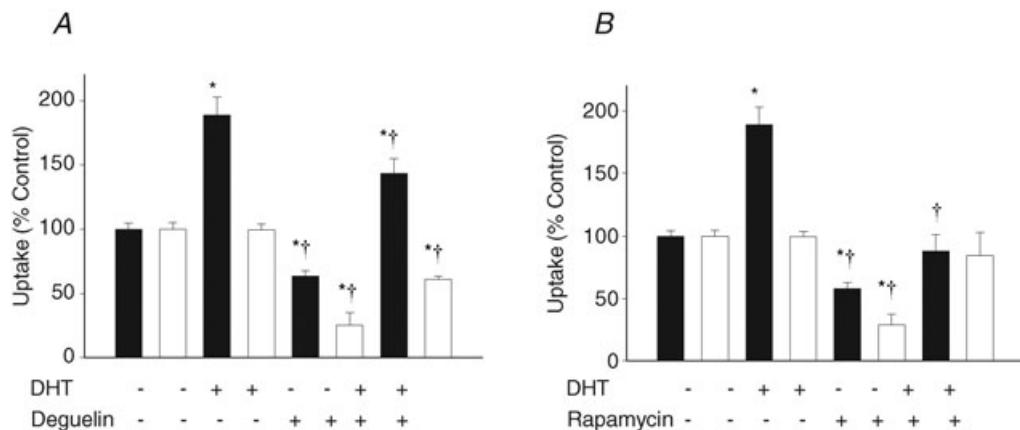 A
B
Uptake (% Control)
200
150
100
50
0
*
*†
*†
*†
*†
DHT - - + + - - + +
Deguelin + + + +
Uptake (% Control)
200
150
100
50
0
*
*†
*†
†
DHT - - + + - - + +
Rapamycin + + + +